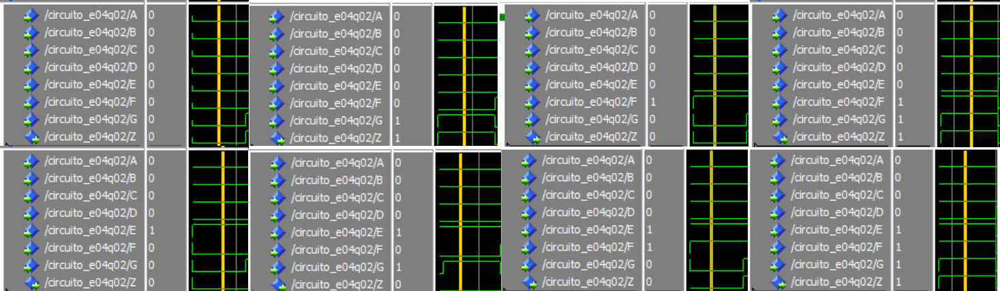 /circuito_e04q02/A 0
/circuito_e04q02/B 0
/circuito_e04q02/C 0
/circuito_e04q02/D 0
/circuito_e04q02/E 0
/circuito_e04q02/F 0
/circuito_e04q02/G 0
/circuito_e04q02/Z 0
/circuito_e04q02/A 0
/circuito_e04q02/B 0
/circuito_e04q02/C 0
/circuito_e04q02/D 0
/circuito_e04q02/E 0
/circuito_e04q02/F 0
/circuito_e04q02/G 1
/circuito_e04q02/Z 1
/circuito_e04q02/A 0
/circuito_e04q02/B 0
/circuito_e04q02/C 0
/circuito_e04q02/D 0
/circuito_e04q02/E 0
/circuito_e04q02/F 1
/circuito_e04q02/G 0
/circuito_e04q02/Z 0
/circuito_e04q02/A 0
/circuito_e04q02/B 0
/circuito_e04q02/C 0
/circuito_e04q02/D 0
/circuito_e04q02/E 0
/circuito_e04q02/F 1
/circuito_e04q02/G 1
/circuito_e04q02/Z 1
/circuito_e04q02/A 0
/circuito_e04q02/B 0
/circuito_e04q02/C 0
/circuito_e04q02/D 0
/circuito_e04q02/E 1
/circuito_e04q02/F 0
/circuito_e04q02/G 0
/circuito_e04q02/Z 0
/circuito_e04q02/A 0
/circuito_e04q02/B 0
/circuito_e04q02/C 0
/circuito_e04q02/D 0
/circuito_e04q02/E 1
/circuito_e04q02/F 0
/circuito_e04q02/G 1
/circuito_e04q02/Z 0
/circuito_e04q02/A 0
/circuito_e04q02/B 0
/circuito_e04q02/C 0
/circuito_e04q02/D 0
/circuito_e04q02/E 1
/circuito_e04q02/F 1
/circuito_e04q02/G 0
/circuito_e04q02/Z 0
/circuito_e04q02/A 0
/circuito_e04q02/B 0
/circuito_e04q02/C 0
/circuito_e04q02/D 0
/circuito_e04q02/E 1
/circuito_e04q02/F 1
/circuito_e04q02/G 1
/circuito_e04q02/Z 1